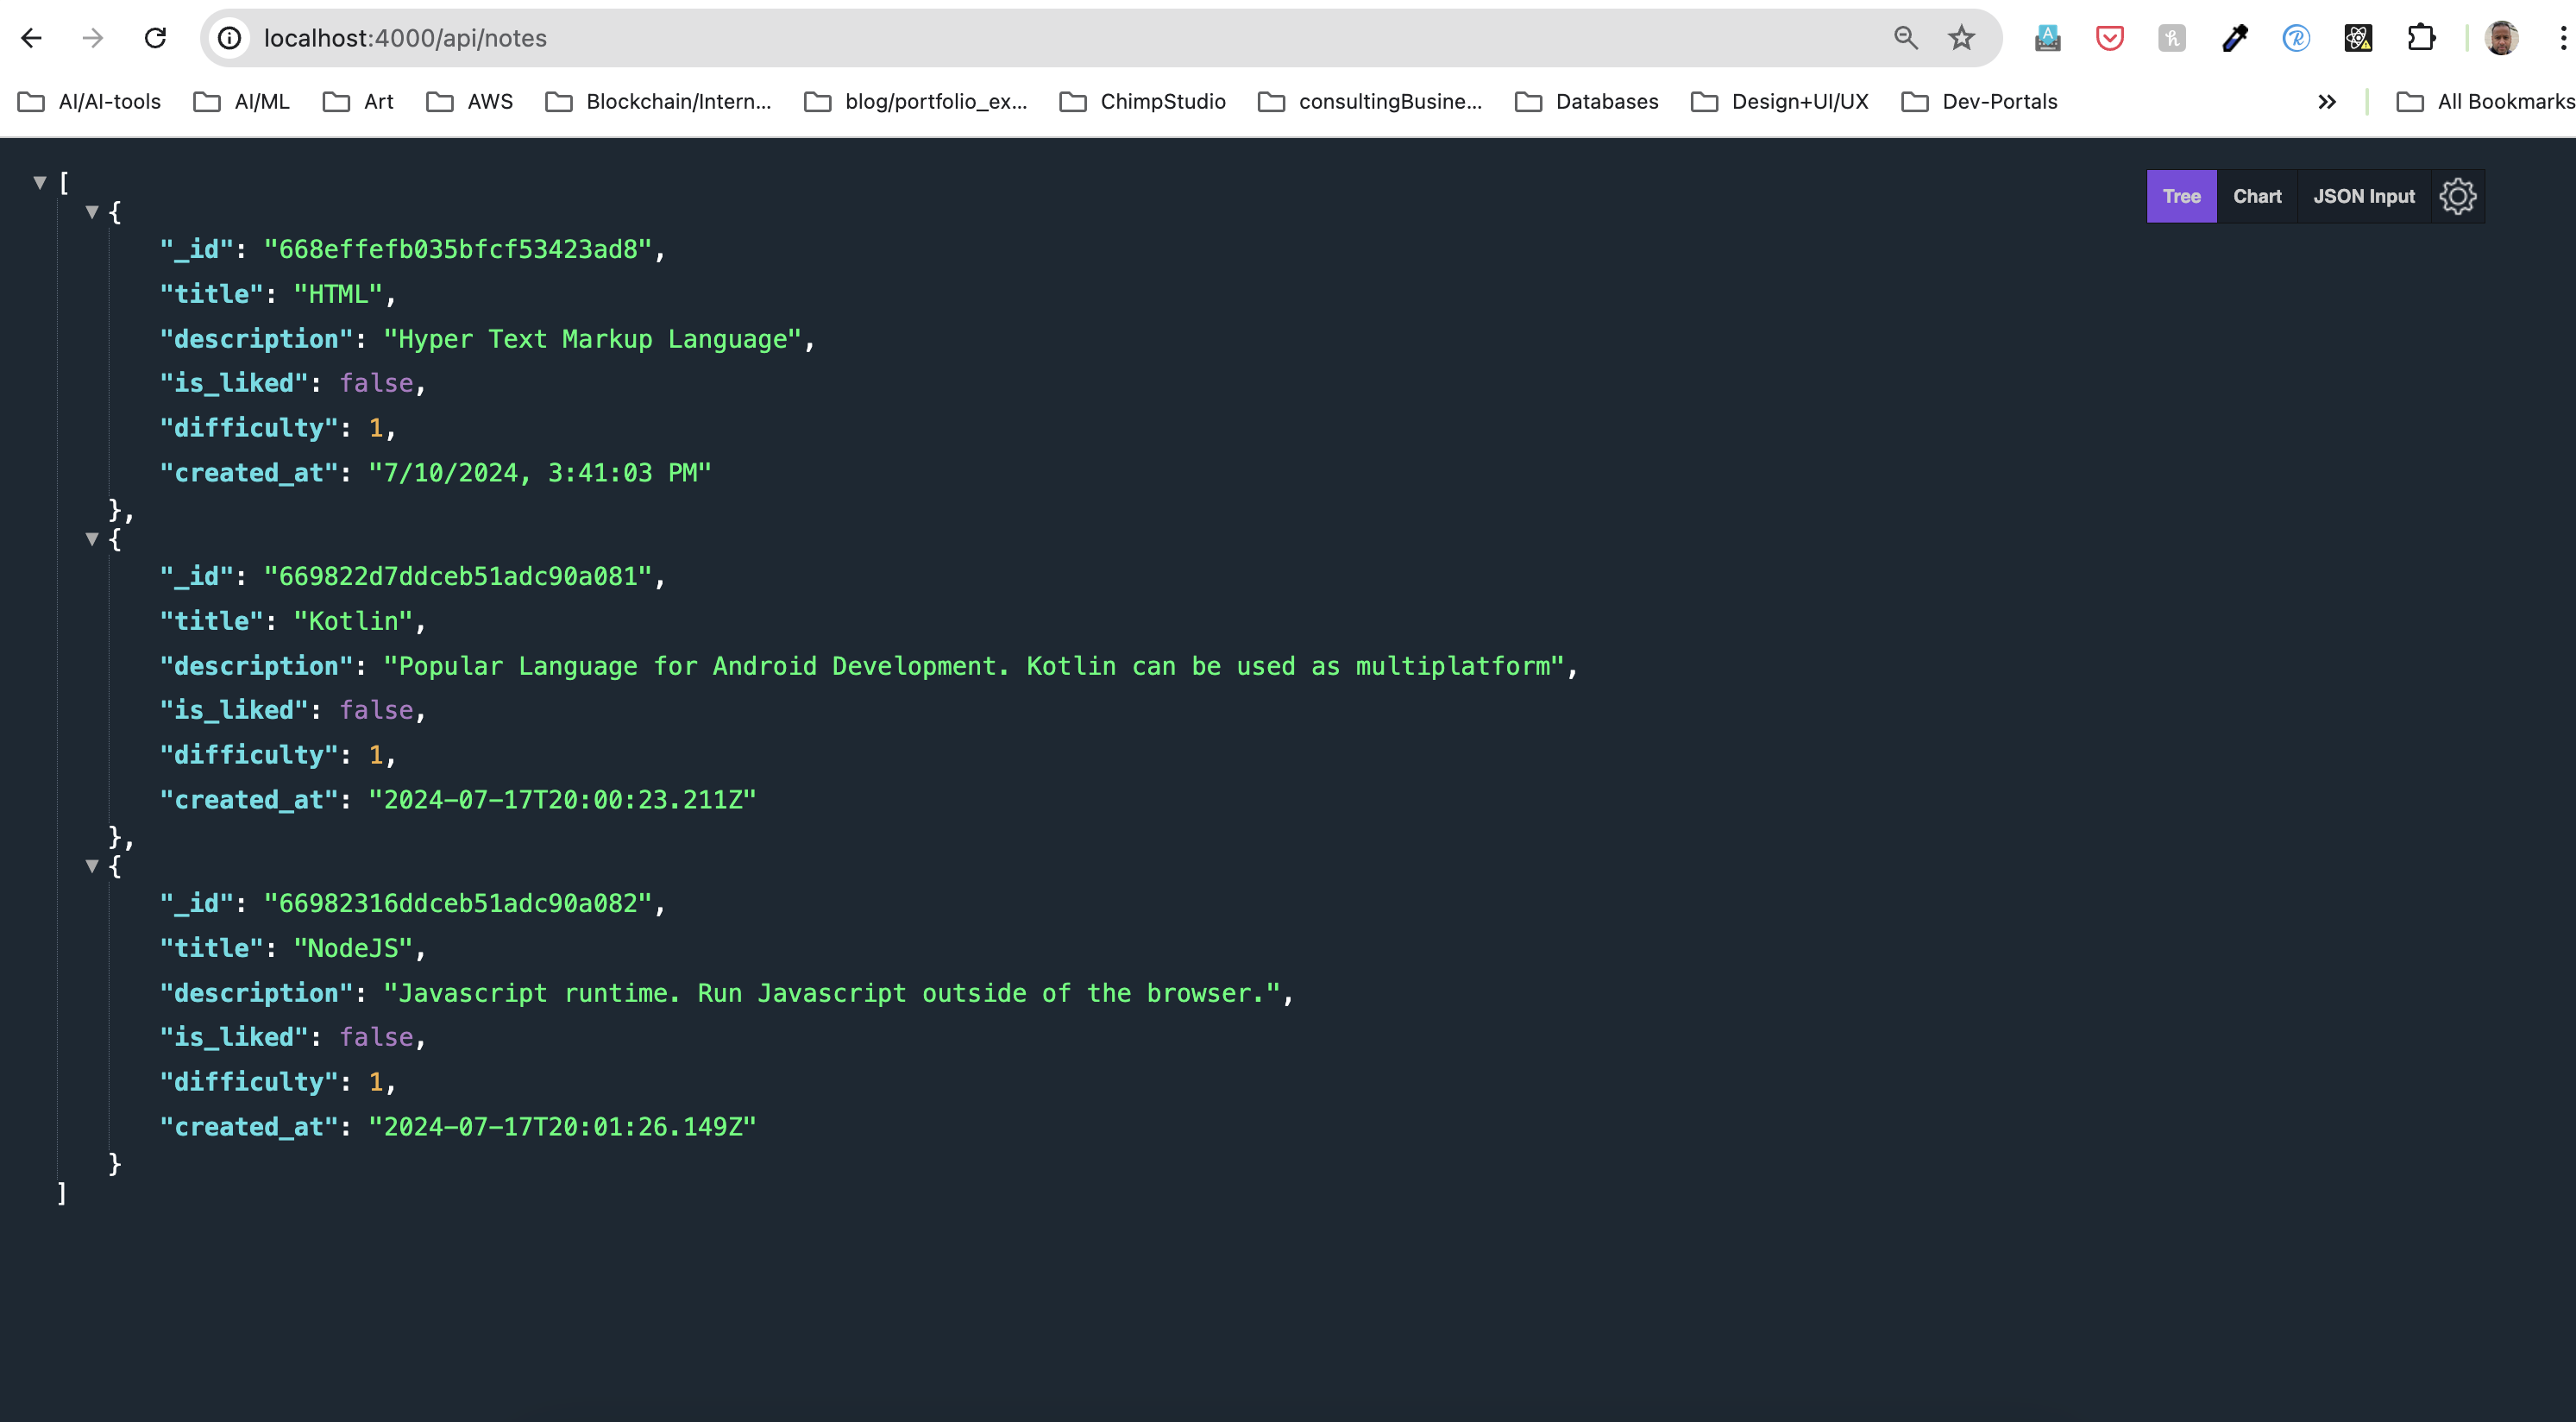 localhost:4000/api/notes
AI/AI-tools AI/ML Art AWS Blockchain/Intern... blog/portfolio_ex... ChimpStudio consultingBusine... Databases Design+UI/UX Dev-Portals » All Bookmarks
Tree Chart JSON Input
[
{
"_id": "668effefb035bfcf53423ad8",
"title": "HTML",
"description": "Hyper Text Markup Language",
"is_liked": false,
"difficulty": 1,
"created_at": "7/10/2024, 3:41:03 PM"
},
{
"_id": "669822d7ddceb51adc90a081",
"title": "Kotlin",
"description": "Popular Language for Android Development. Kotlin can be used as multiplatform",
"is_liked": false,
"difficulty": 1,
"created_at": "2024-07-17T20:00:23.211Z"
},
{
"_id": "66982316ddceb51adc90a082",
"title": "NodeJS",
"description": "Javascript runtime. Run Javascript outside of the browser.",
"is_liked": false,
"difficulty": 1,
"created_at": "2024-07-17T20:01:26.149Z"
}
]